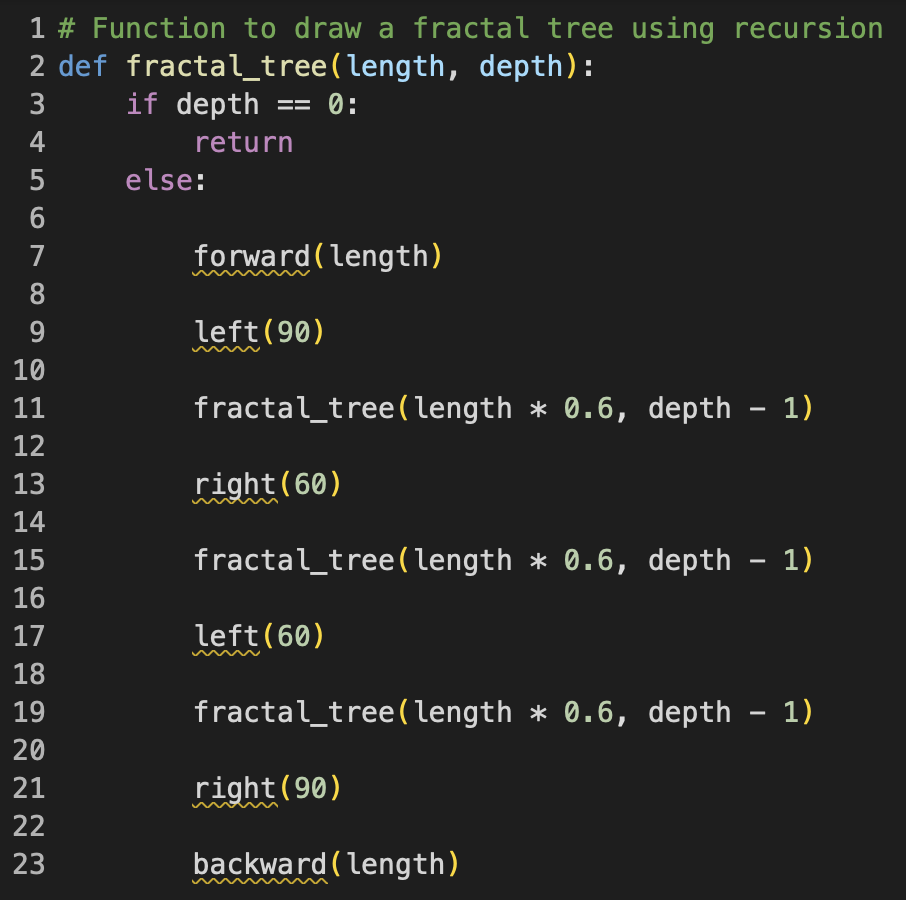 1 # Function to draw a fractal tree using recursion
2 def fractal_tree(length, depth):
3     if depth == 0:
4         return
5     else:
6
7         forward(length)
8
9         left(90)
10
11         fractal_tree(length * 0.6, depth - 1)
12
13         right(60)
14
15         fractal_tree(length * 0.6, depth - 1)
16
17         left(60)
18
19         fractal_tree(length * 0.6, depth - 1)
20
21         right(90)
22
23         backward(length)